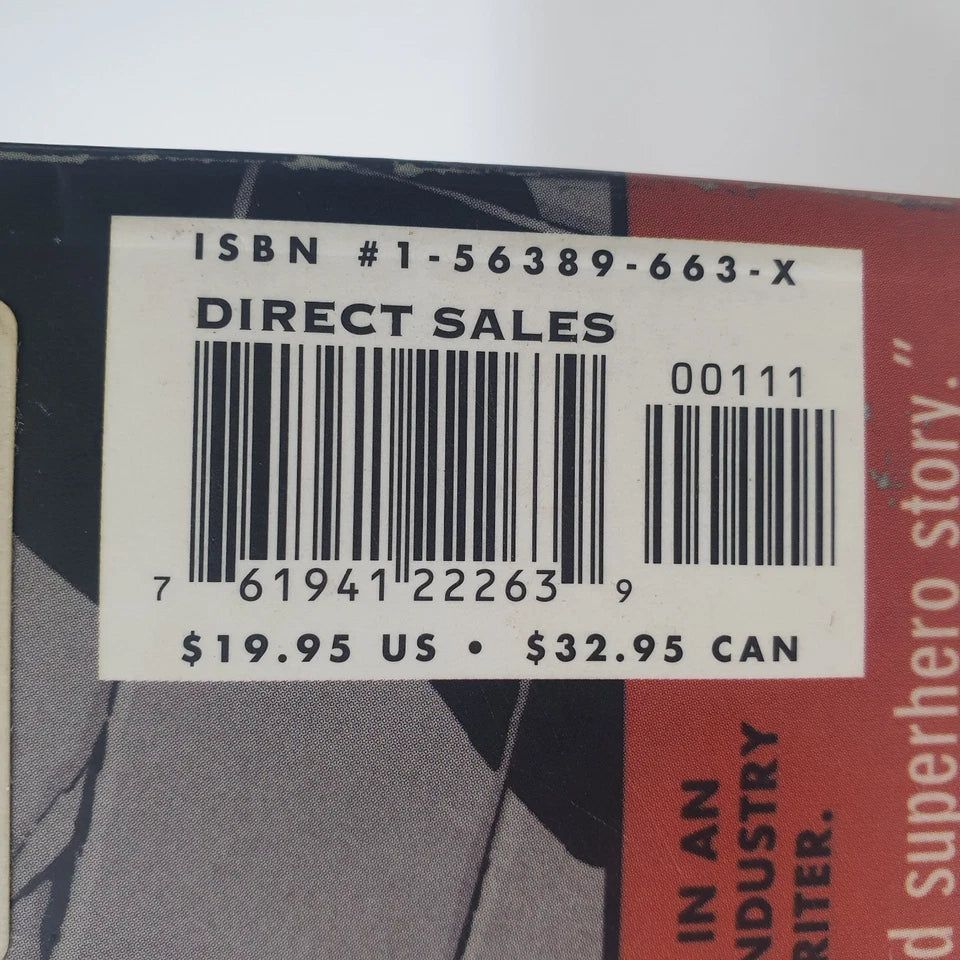 ISBN #1-56389-663-X
DIRECT SALES
00111
7 61941 22263 9
$19.95 US • $32.95 CAN
IN AN
NDUSTRY
RITER.
d superhero story.”